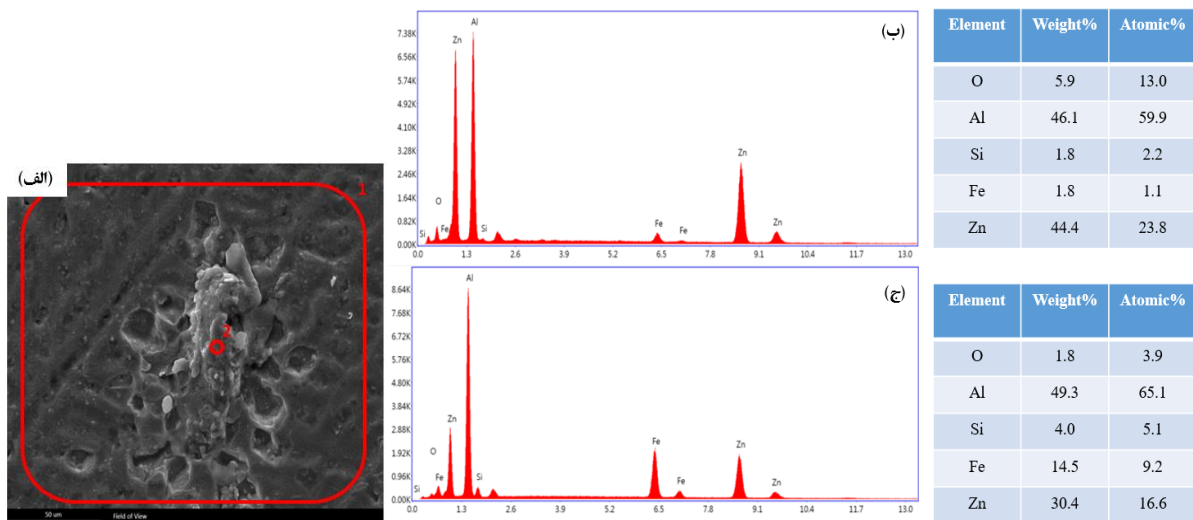 (الف)
1
2
50 um
Field of View
(ب)
7.38K
6.56K
5.74K
4.92K
4.10K
3.28K
2.46K
1.64K
0.82K
0.00K
Si
O
Fe
Zn
Al
Si
Fe
Fe
Zn
Zn
0.0 1.3 2.6 3.9 5.2 6.5 7.8 9.1 10.4 11.7 13.0
Element Weight% Atomic%
O 5.9 13.0
Al 46.1 59.9
Si 1.8 2.2
Fe 1.8 1.1
Zn 44.4 23.8
(ج)
8.64K
7.68K
6.72K
5.76K
4.80K
3.84K
2.88K
1.92K
0.96K
0.00K
Si
O
Fe
Zn
Al
Si
Fe
Fe
Zn
Zn
0.0 1.3 2.6 3.9 5.2 6.5 7.8 9.1 10.4 11.7 13.0
Element Weight% Atomic%
O 1.8 3.9
Al 49.3 65.1
Si 4.0 5.1
Fe 14.5 9.2
Zn 30.4 16.6